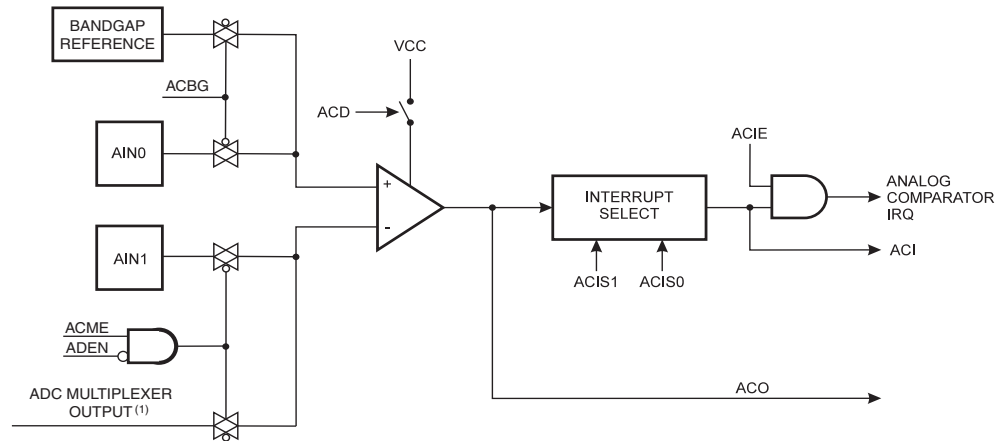 BANDGAP
REFERENCE
VCC
ACBG
ACD
AIN0
ACIE
+
INTERRUPT
SELECT
ANALOG
COMPARATOR
IRQ
-
AIN1
ACI
ACIS1 ACIS0
ACME
ADEN
ADC MULTIPLEXER
OUTPUT (1)
ACO